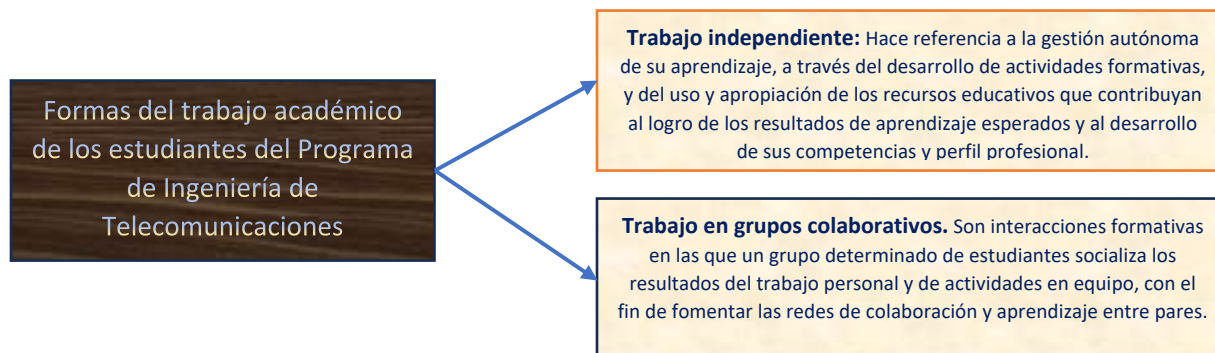 Formas del trabajo académico
de los estudiantes del Programa
de Ingeniería de
Telecomunicaciones
Trabajo independiente: Hace referencia a la gestión autónoma
de su aprendizaje, a través del desarrollo de actividades formativas,
y del uso y apropiación de los recursos educativos que contribuyan
al logro de los resultados de aprendizaje esperados y al desarrollo
de sus competencias y perfil profesional.
Trabajo en grupos colaborativos. Son interacciones formativas
en las que un grupo determinado de estudiantes socializa los
resultados del trabajo personal y de actividades en equipo, con el
fin de fomentar las redes de colaboración y aprendizaje entre pares.